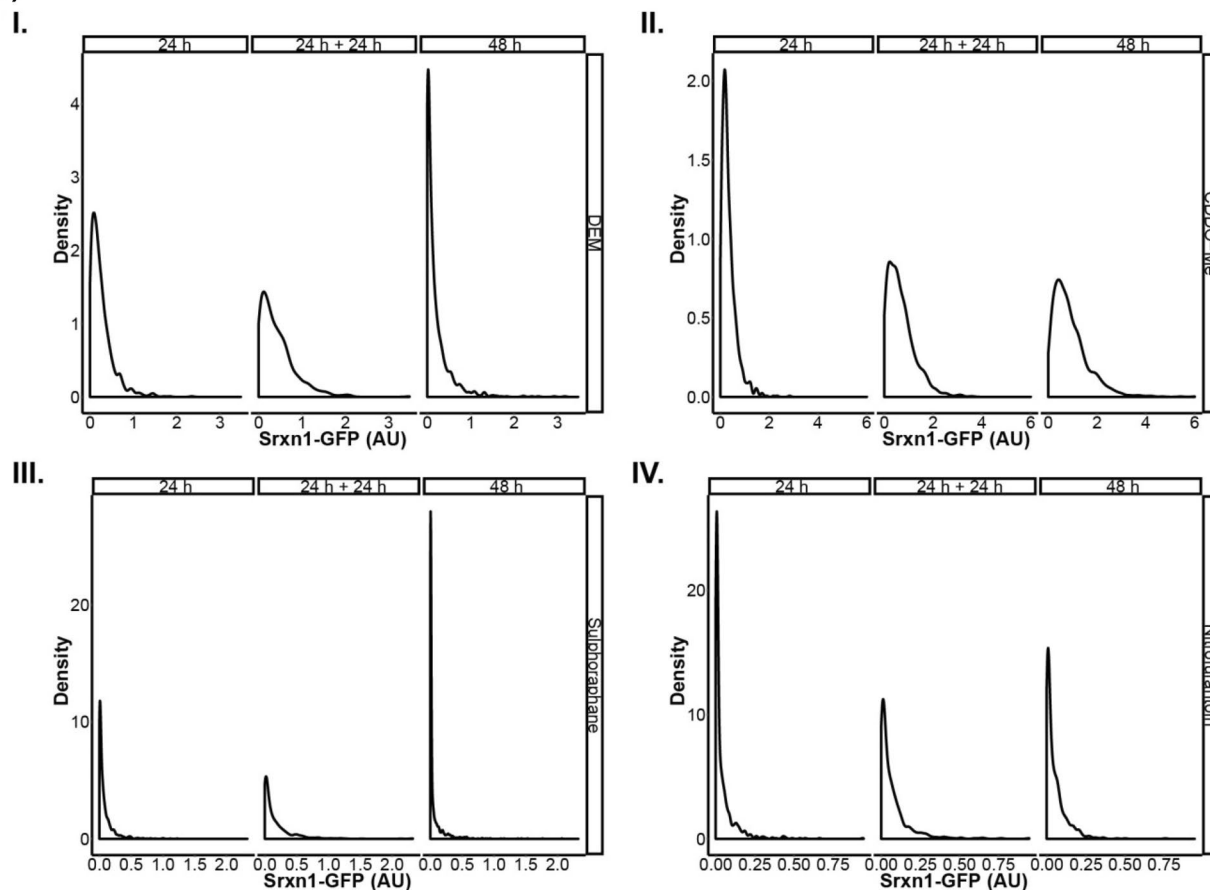 I.
24 h 24 h + 24 h 48 h
4
3
2
1
0
Density
DEM
0 1 2 3 0 1 2 3 0 1 2 3
Srxn1-GFP (AU)
II.
24 h 24 h + 24 h 48 h
2.0
1.5
1.0
0.5
0.0
Density
0 2 4 6 0 2 4 6 0 2 4 6
Srxn1-GFP (AU)
III.
24 h 24 h + 24 h 48 h
20
10
0
Density
Sulphoraphane
0.0 0.5 1.0 1.5 2.0 0.0 0.5 1.0 1.5 2.0 0.0 0.5 1.0 1.5 2.0
Srxn1-GFP (AU)
IV.
24 h 24 h + 24 h 48 h
20
10
0
Density
0.00 0.25 0.50 0.75 0.00 0.25 0.50 0.75 0.00 0.25 0.50 0.75
Srxn1-GFP (AU)